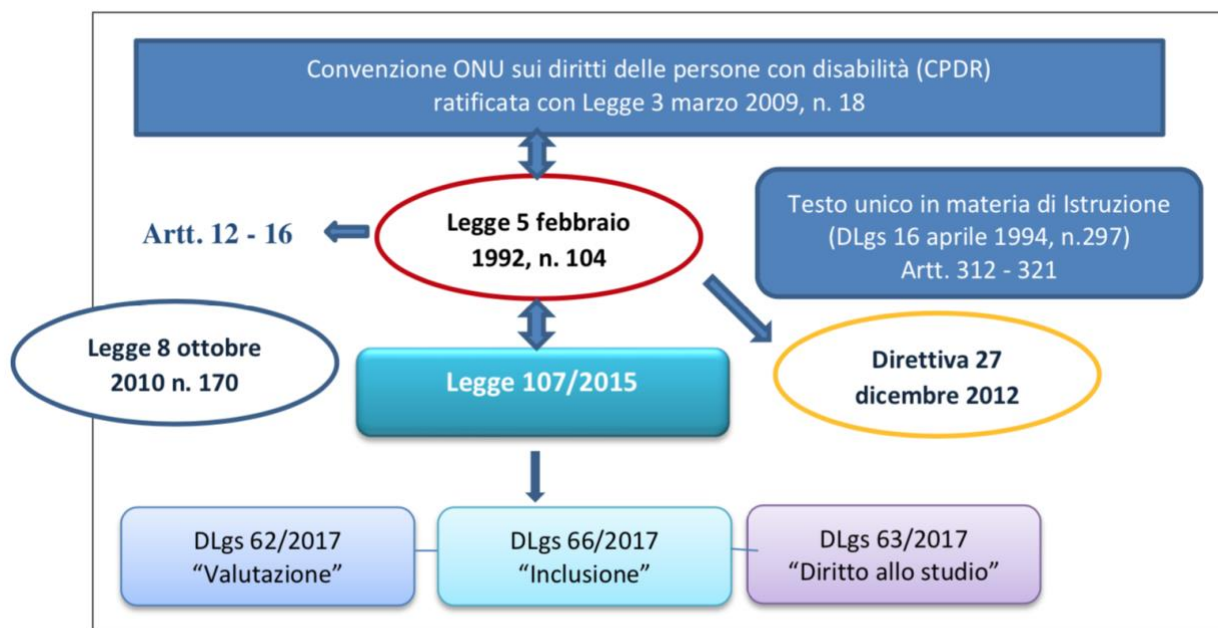 Convenzione ONU sui diritti delle persone con disabilità (CPDR)
ratificata con Legge 3 marzo 2009, n. 18
Legge 5 febbraio
1992, n. 104
Artt. 12 - 16
Testo unico in materia di Istruzione
(DLgs 16 aprile 1994, n.297)
Artt. 312 - 321
Legge 8 ottobre
2010 n. 170
Legge 107/2015
Direttiva 27
dicembre 2012
DLgs 62/2017
“Valutazione”
DLgs 66/2017
“Inclusione”
DLgs 63/2017
“Diritto allo studio”